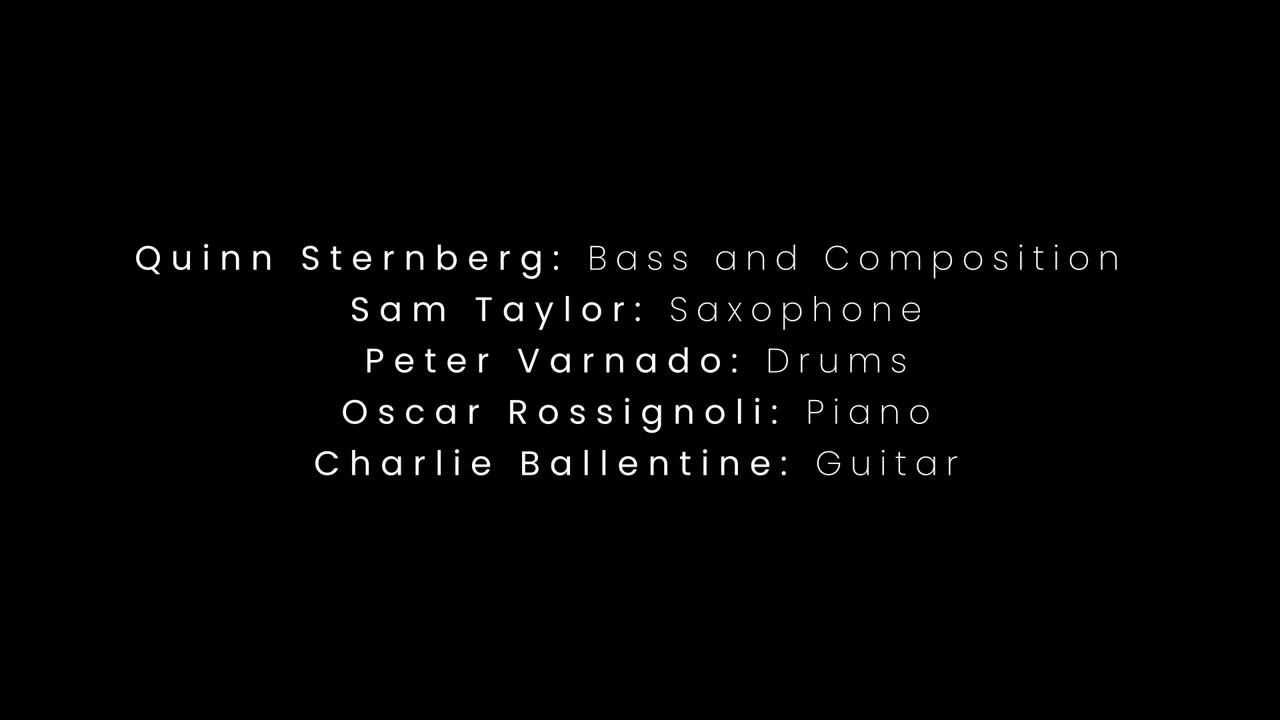 Quinn Sternberg: Bass and Composition
Sam Taylor: Saxophone
Peter Varnado: Drums
Oscar Rossignoli: Piano
Charlie Ballentine: Guitar